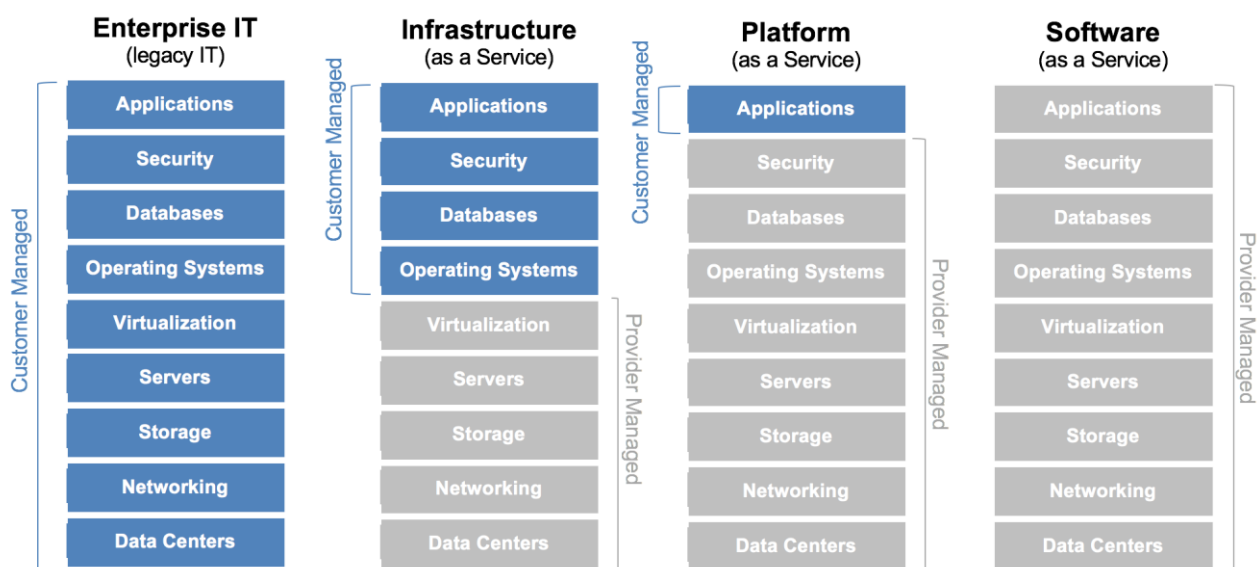 Enterprise IT
(legacy IT)
Customer Managed
Applications
Security
Databases
Operating Systems
Virtualization
Servers
Storage
Networking
Data Centers
Infrastructure
(as a Service)
Customer Managed
Applications
Security
Databases
Operating Systems
Virtualization
Servers
Storage
Networking
Data Centers
Provider Managed
Platform
(as a Service)
Customer Managed
Applications
Security
Databases
Operating Systems
Virtualization
Servers
Storage
Networking
Data Centers
Provider Managed
Software
(as a Service)
Applications
Security
Databases
Operating Systems
Virtualization
Servers
Storage
Networking
Data Centers
Provider Managed